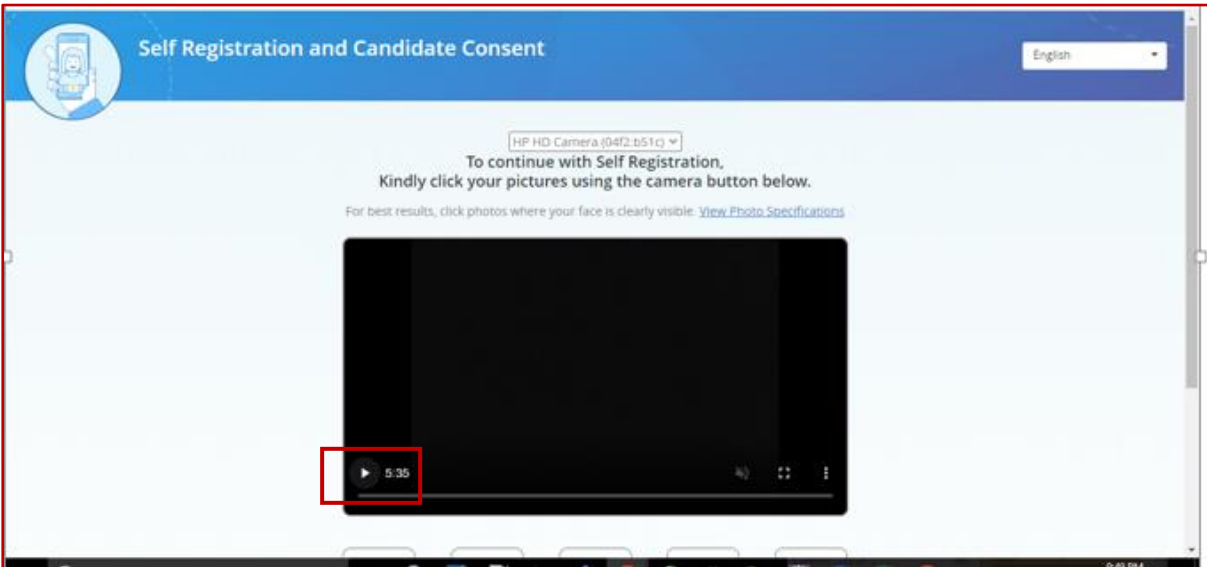 Self Registration and Candidate Consent
English
HP HD Camera (04f2:b51c)
To continue with Self Registration,
Kindly click your pictures using the camera button below.
For best results, click photos where your face is clearly visible. View Photo Specifications
5:35